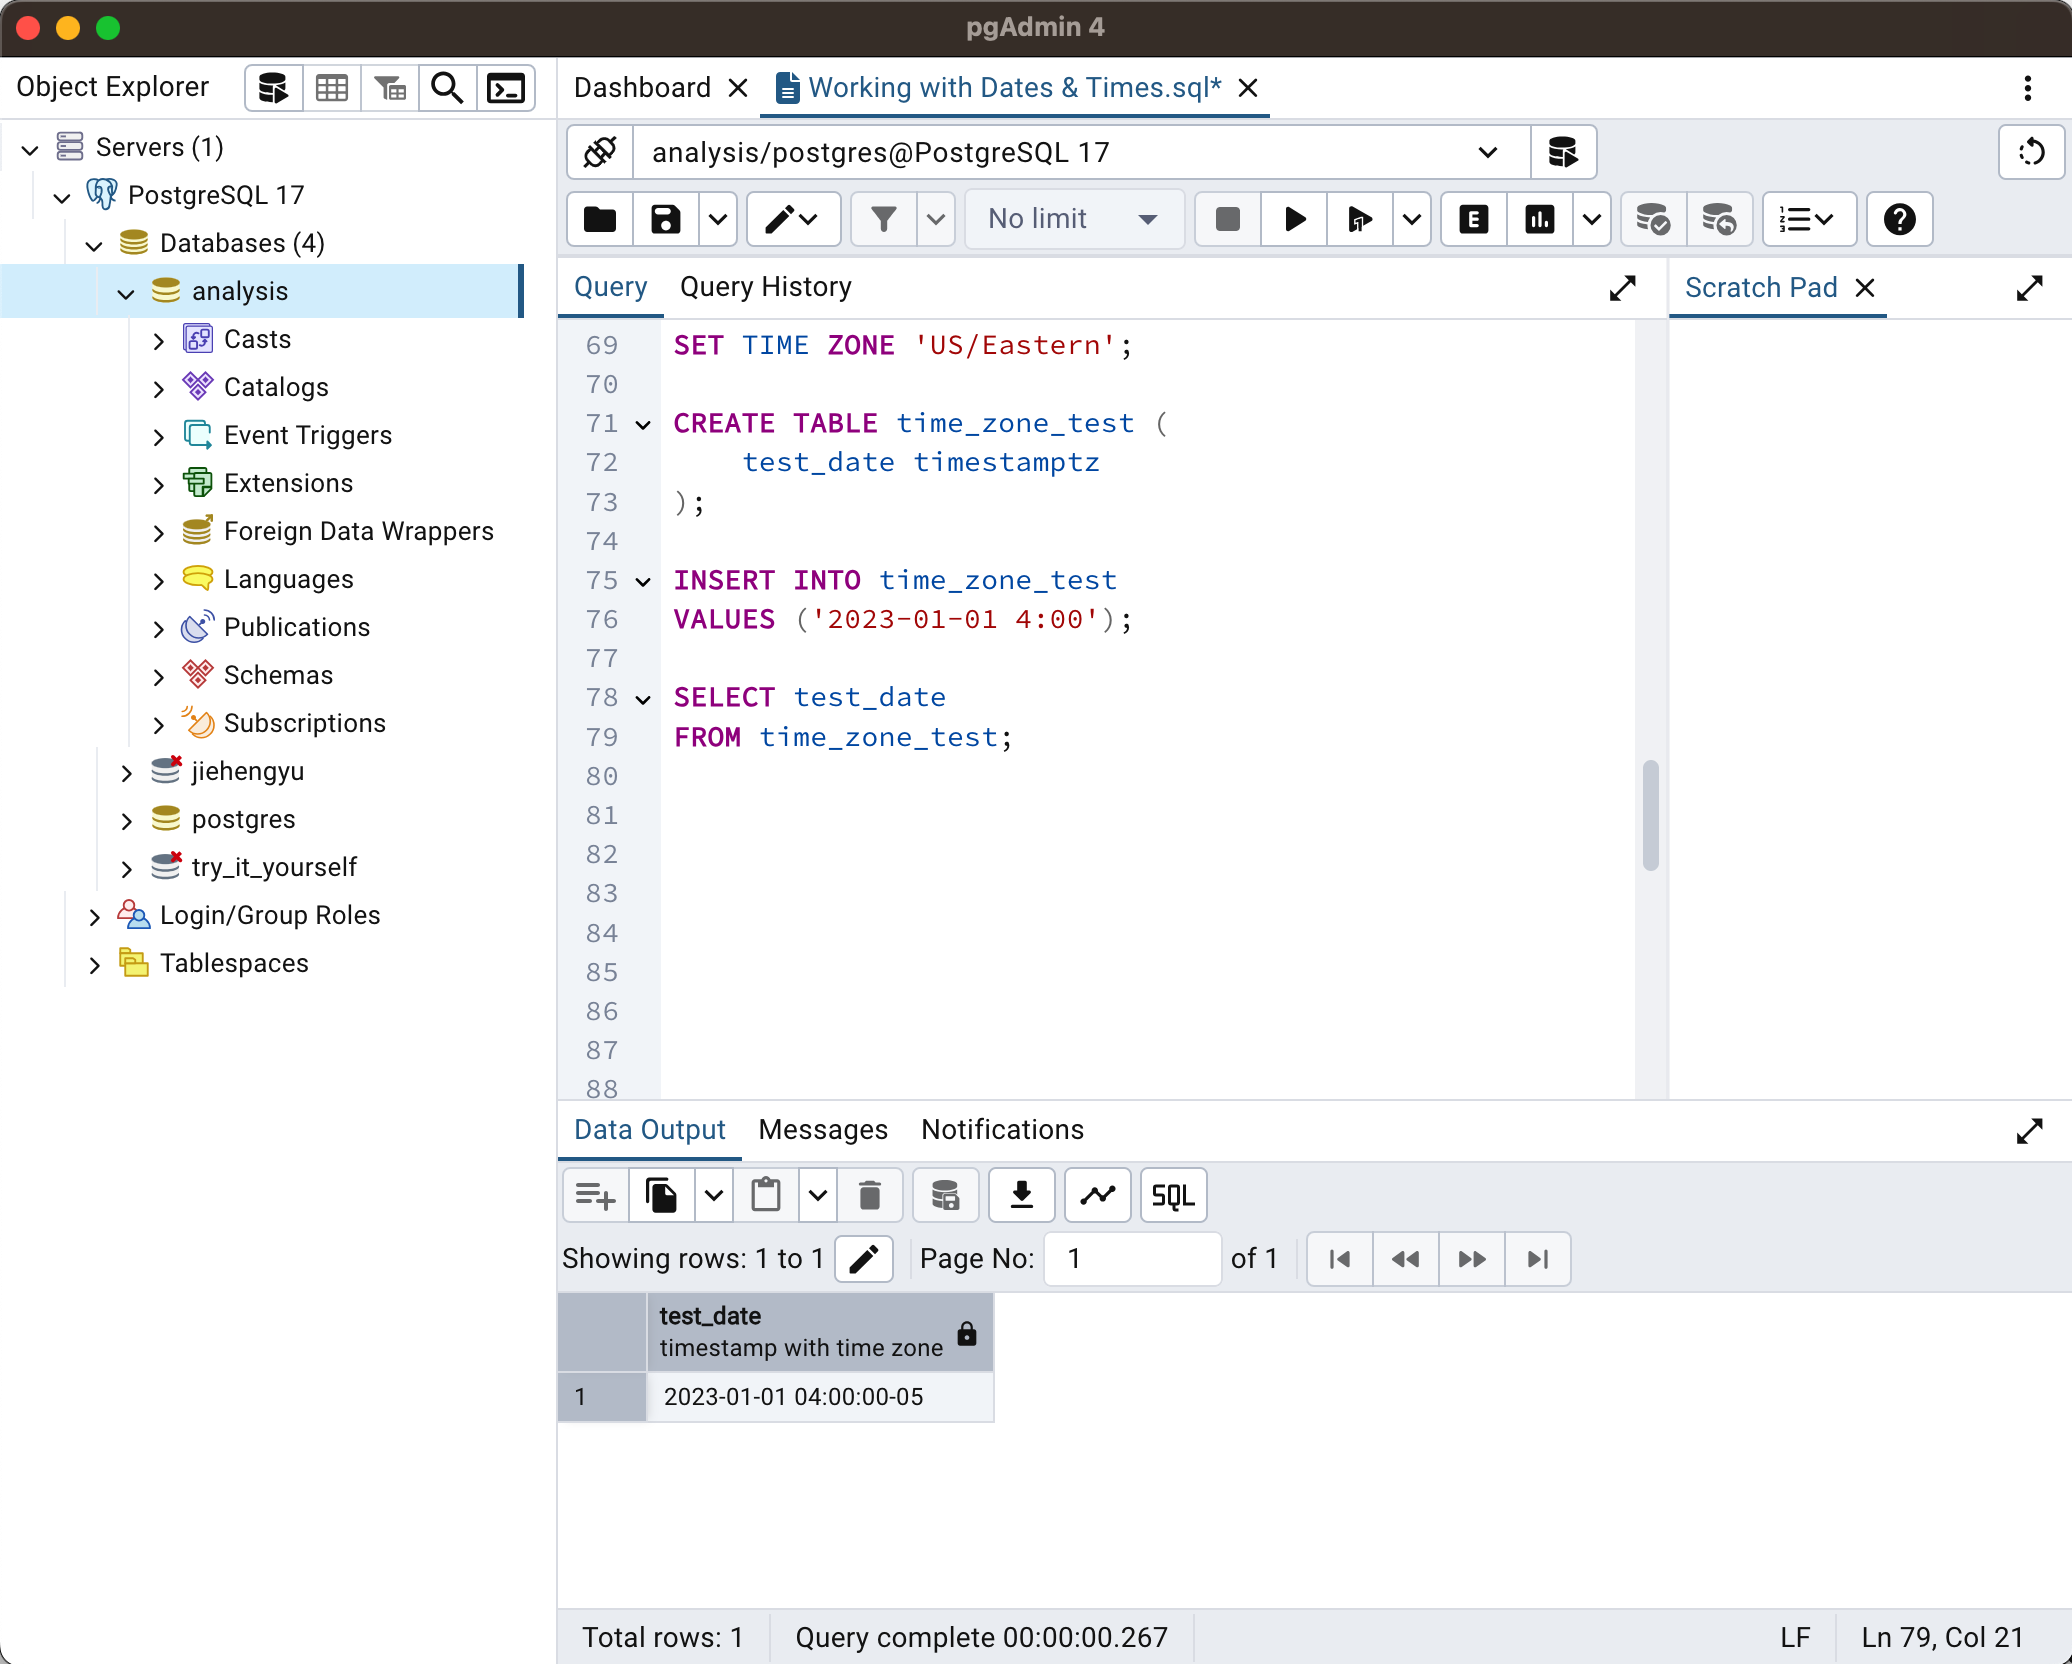 pgAdmin 4
Object Explorer
Servers (1)
PostgreSQL 17
Databases (4)
analysis
Casts
Catalogs
Event Triggers
Extensions
Foreign Data Wrappers
Languages
Publications
Schemas
Subscriptions
jiehengyu
postgres
try_it_yourself
Login/Group Roles
Tablespaces
Dashboard Working with Dates & Times.sql*
analysis/postgres@PostgreSQL 17
No limit E
Query Query History Scratch Pad
69 SET TIME ZONE 'US/Eastern';
70
71 CREATE TABLE time_zone_test (
72 test_date timestamptz
73 );
74
75 INSERT INTO time_zone_test
76 VALUES ('2023-01-01 4:00');
77
78 SELECT test_date
79 FROM time_zone_test;
80
81
82
83
84
85
86
87
88
Data Output Messages Notifications
SQL
Showing rows: 1 to 1 Page No: 1 of 1
test_date
timestamp with time zone
1 2023-01-01 04:00:00-05
Total rows: 1 Query complete 00:00:00.267 LF Ln 79, Col 21